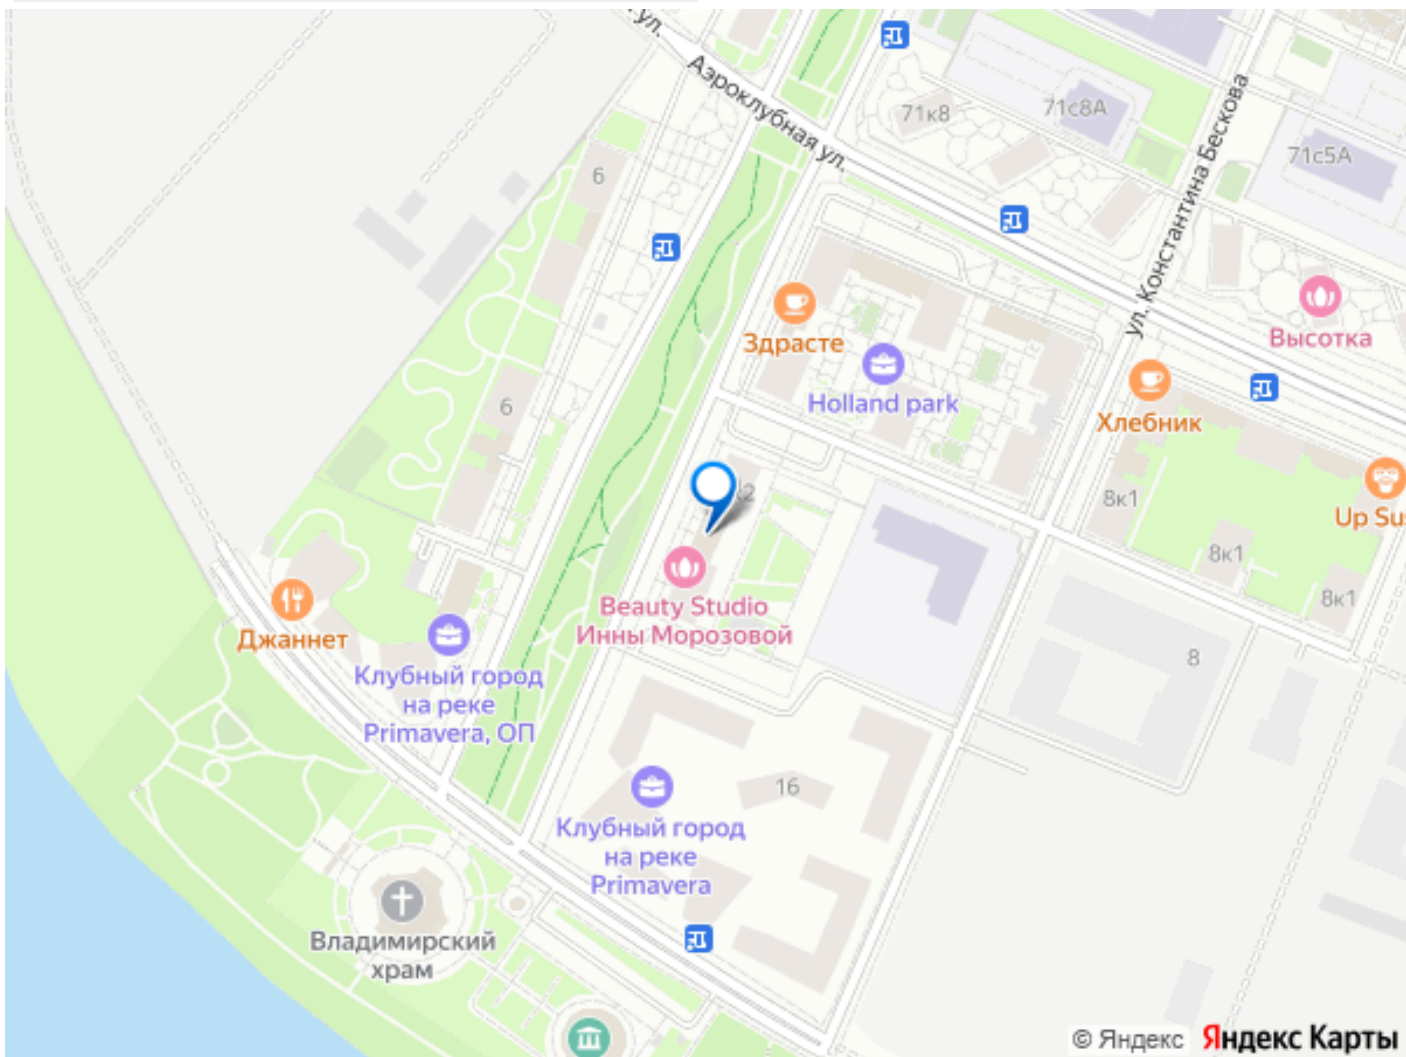 ул.
Аэроклубная ул.
71к8
71с8А
ул. Константина Бескова
71с5А
6
Здрасте
Высотка
Holland park
6
Хлебник
8к1
Up Sus
8к1
Beauty Studio
Инны Морозовой
8к1
Джаннет
Клубный город
на реке
Primavera, ОП
8
16
Клубный город
на реке
Primavera
Владимирский
храм
© Яндекс Яндекс Карты